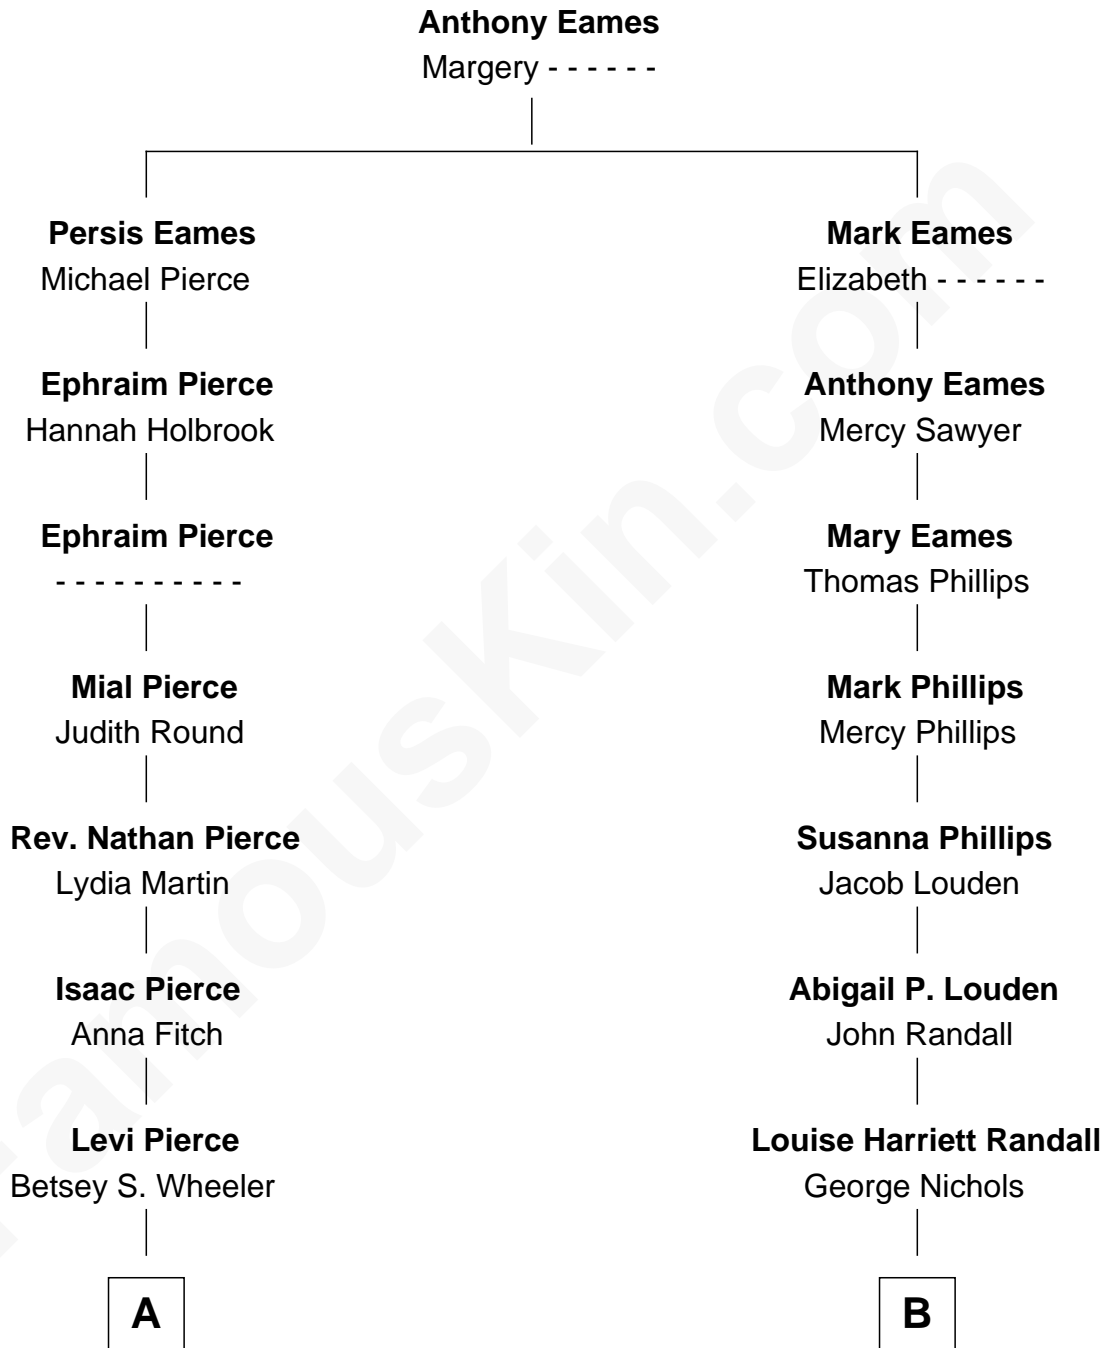 Anthony Eames
Margery - - - - - -
Persis Eames
Michael Pierce
Mark Eames
Elizabeth - - - - - -
Ephraim Pierce
Hannah Holbrook
Anthony Eames
Mercy Sawyer
Ephraim Pierce
- - - - - - - - - -
Mary Eames
Thomas Phillips
Mial Pierce
Judith Round
Mark Phillips
Mercy Phillips
Rev. Nathan Pierce
Lydia Martin
Susanna Phillips
Jacob Louden
Isaac Pierce
Anna Fitch
Abigail P. Louden
John Randall
Levi Pierce
Betsey S. Wheeler
Louise Harriett Randall
George Nichols
A
B
FamousKin.com